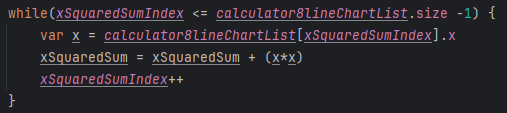 while(xSquaredSumIndex <= calculator8lineChartList.size -1) {
var x = calculator8lineChartList[xSquaredSumIndex].x
xSquaredSum = xSquaredSum + (x*x)
xSquaredSumIndex++
}